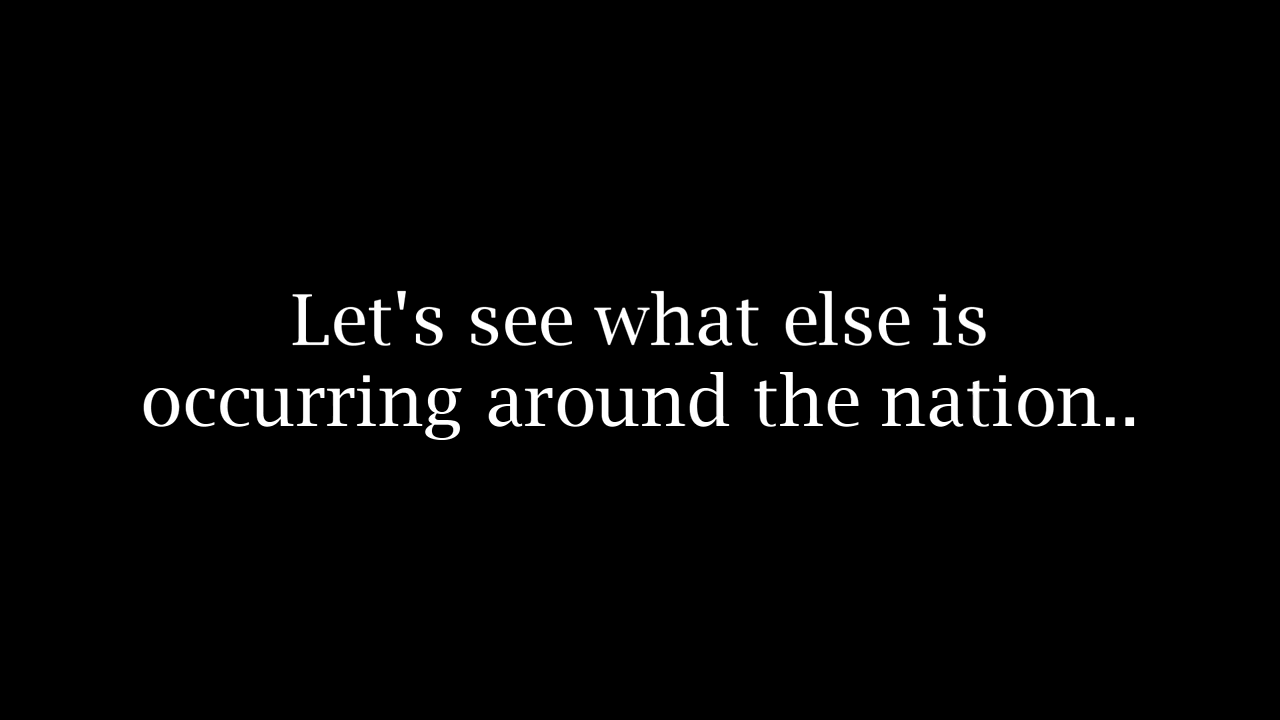 Let's see what else is
occurring around the nation..